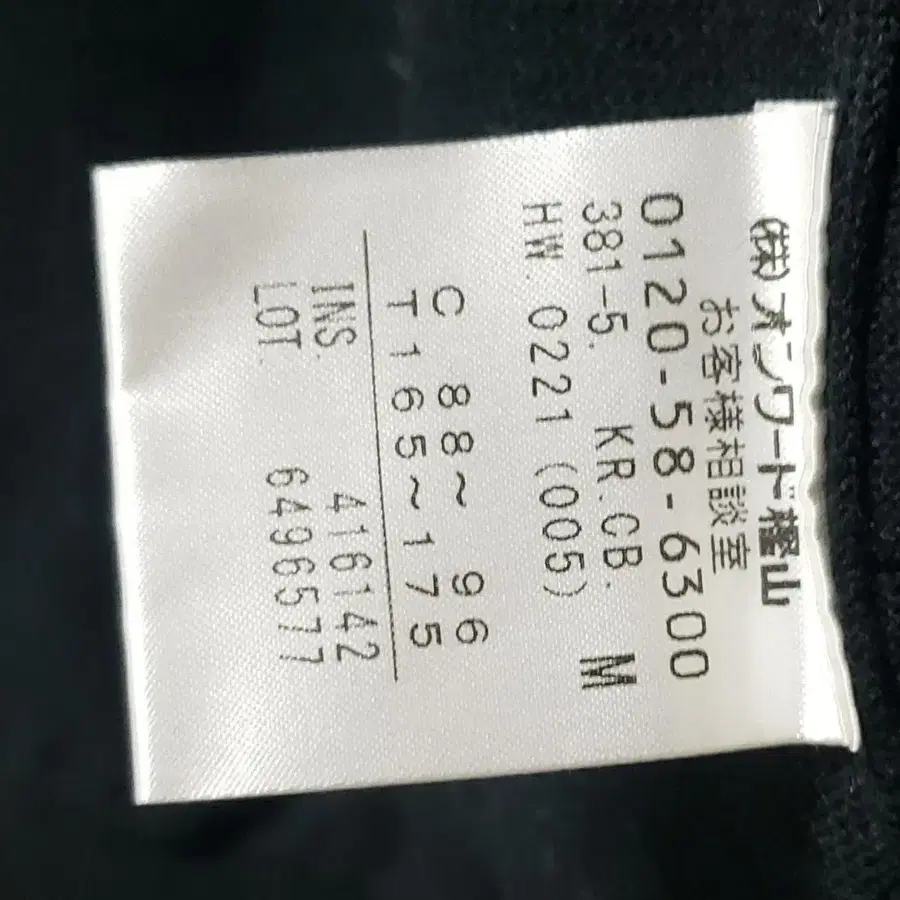 ㈱オンワード樫山
お客様相談室
0120-58-6300
381-5. KR.CB. M
HW. 0221 (005)
C 88~ 96
T 165~175
INS. 416142
LOT. 6496577